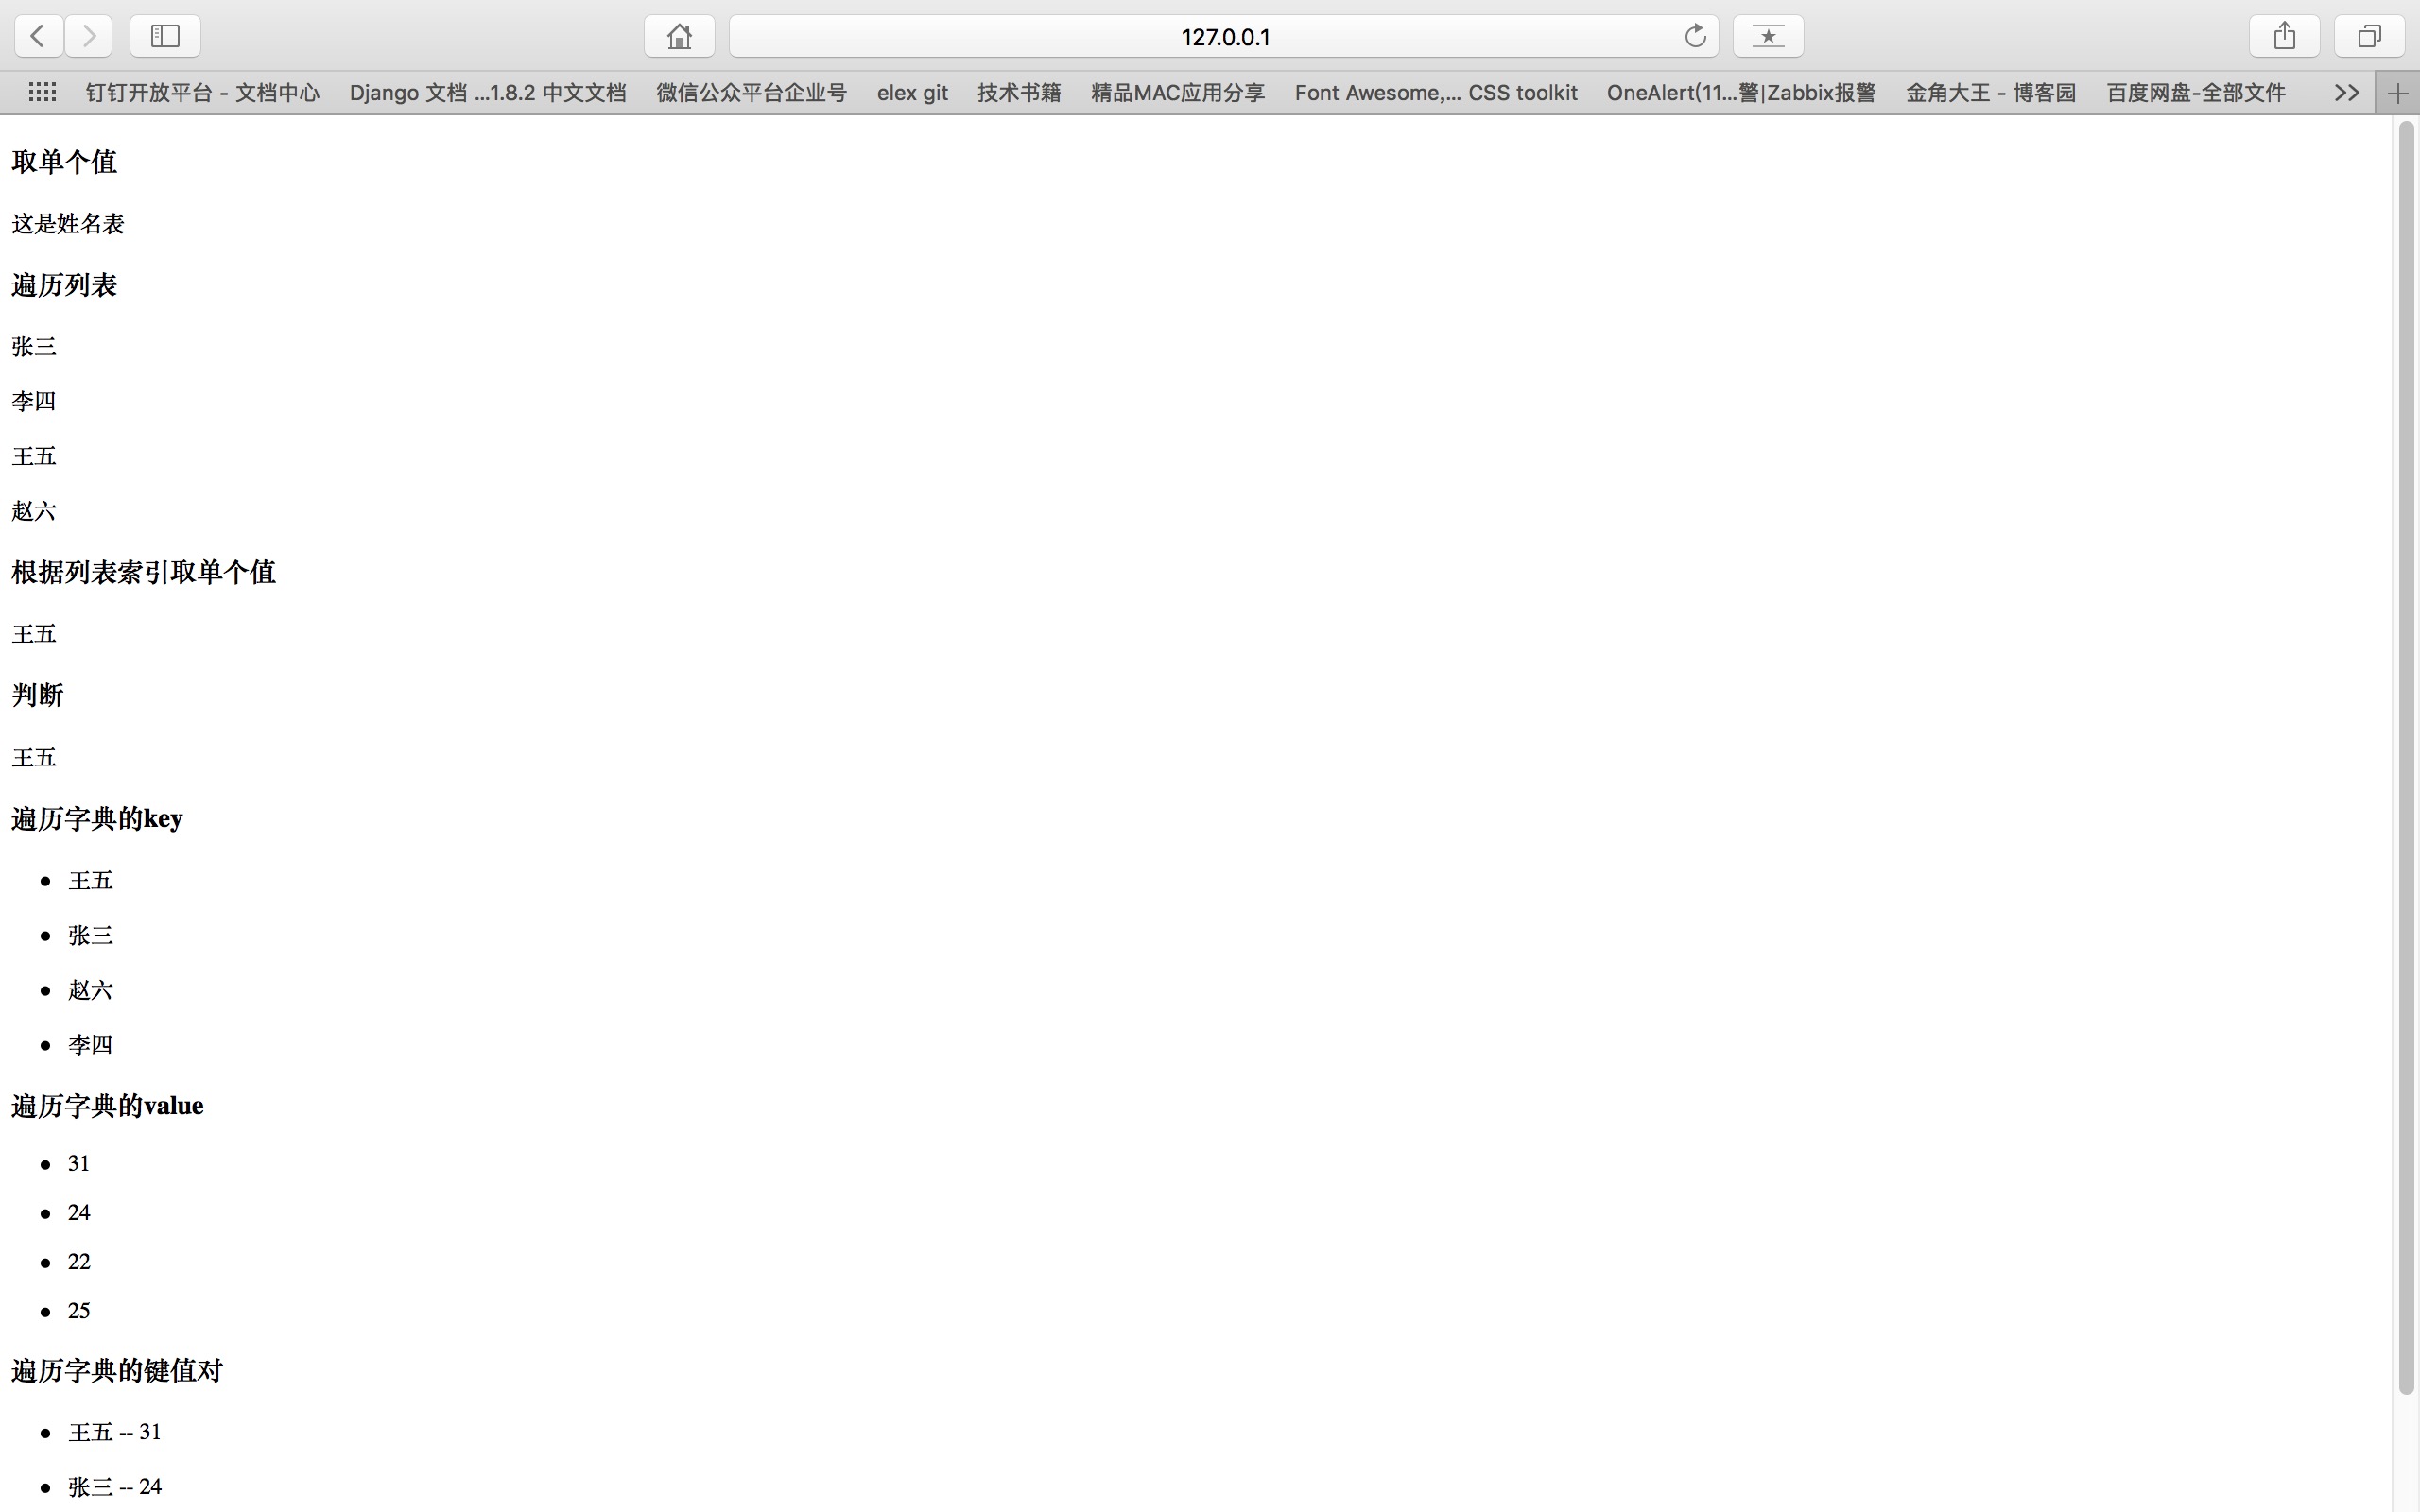 127.0.0.1
钉钉开放平台 - 文档中心 Django 文档 ...1.8.2 中文文档 微信公众平台企业号 elex git 技术书籍 精品MAC应用分享 Font Awesome,... CSS toolkit OneAlert(11...警|Zabbix报警 金角大王 - 博客园 百度网盘-全部文件
取单个值
这是姓名表
遍历列表
张三
李四
王五
赵六
根据列表索引取单个值
王五
判断
王五
遍历字典的key
王五
张三
赵六
李四
遍历字典的value
31
24
22
25
遍历字典的键值对
王五 -- 31
张三 -- 24